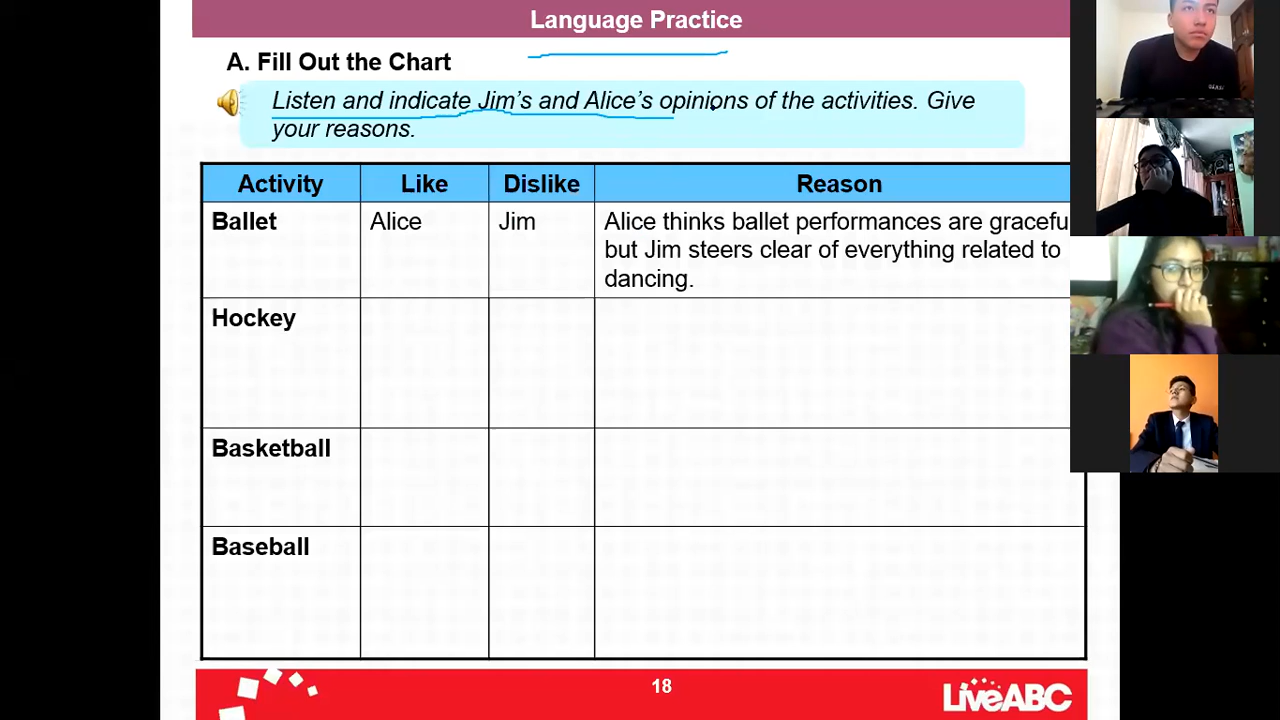 Language Practice
A. Fill Out the Chart
Listen and indicate Jim's and Alice's opinions of the activities. Give
your reasons.
Activity Like Dislike Reason
Ballet Alice Jim Alice thinks ballet performances are gracefu
but Jim steers clear of everything related to
dancing.
Hockey
Basketball
Baseball
18
LiveABC